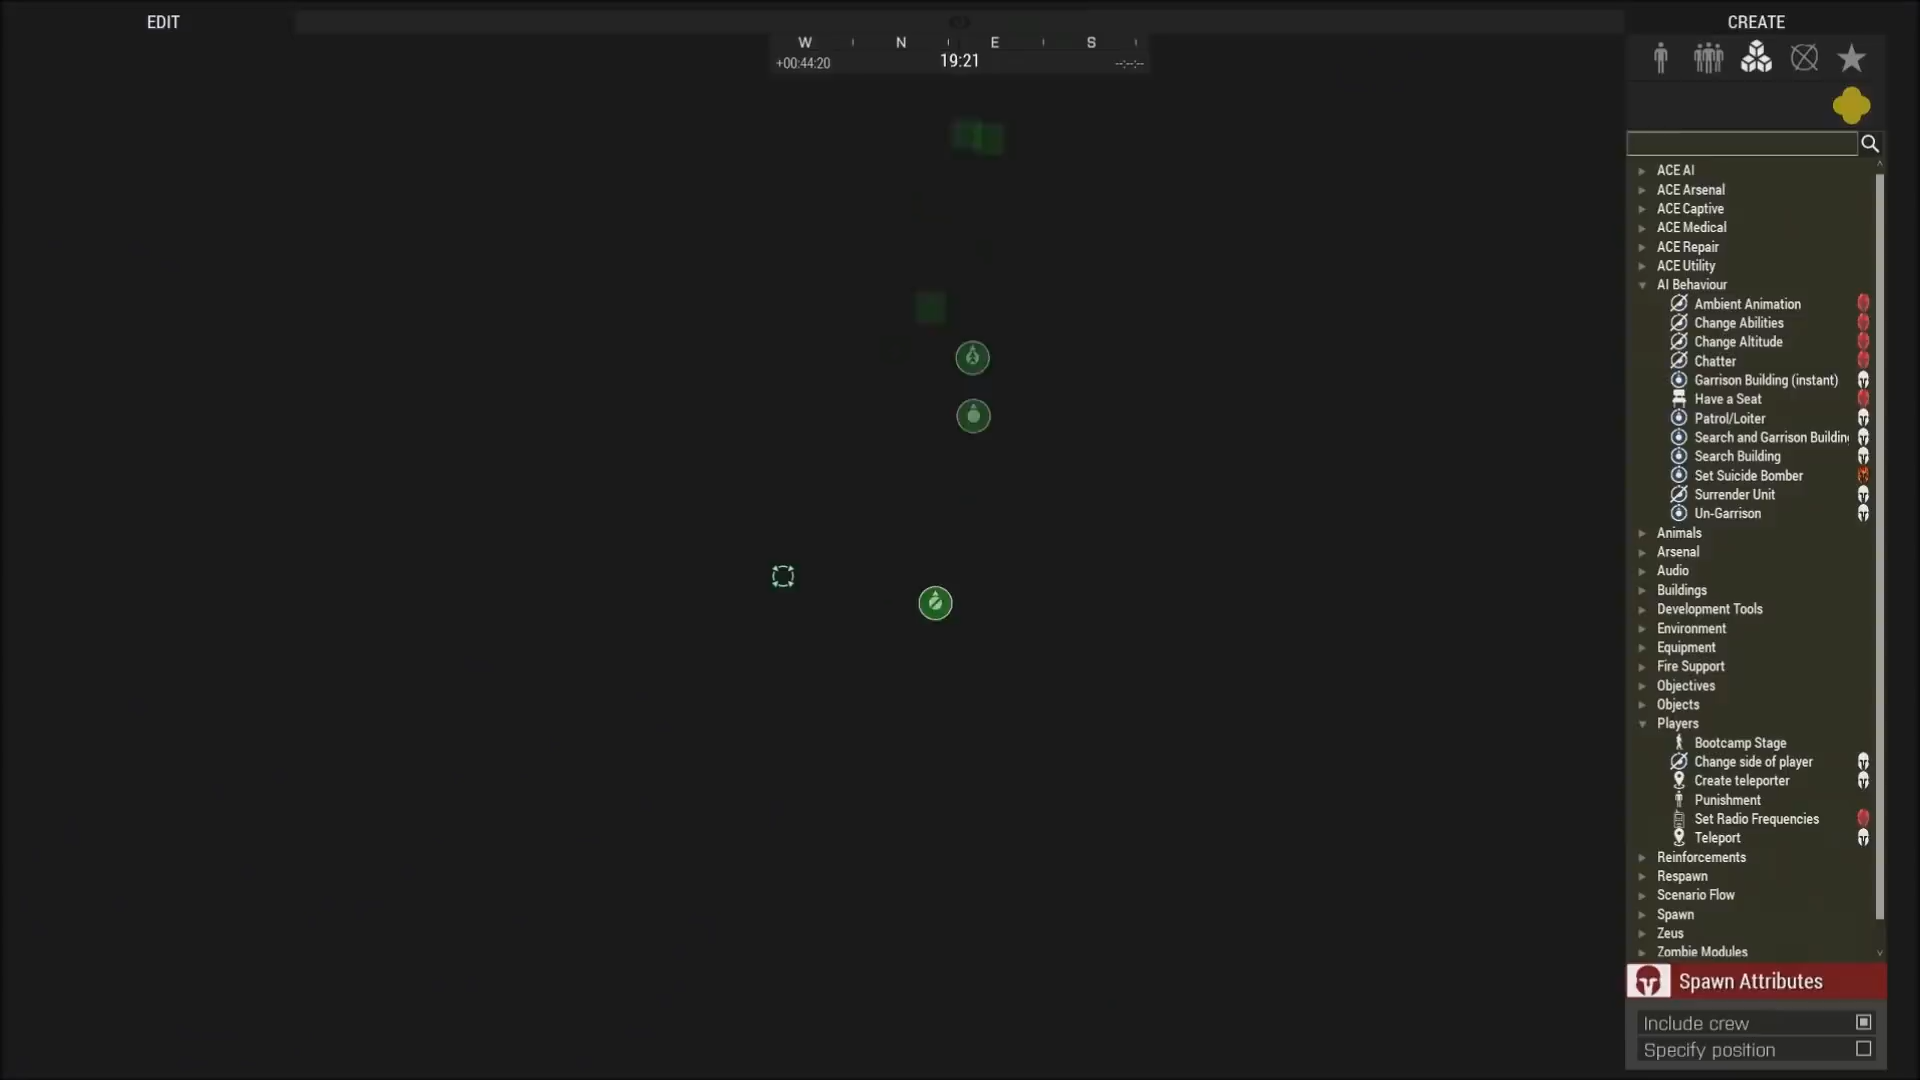 EDIT
CREATE
W N E S
+00:44:20 19:21 --:--:--
ACE AI
ACE Arsenal
ACE Captive
ACE Medical
ACE Repair
ACE Utility
AI Behaviour
Ambient Animation
Change Abilities
Change Altitude
Chatter
Garrison Building (instant)
Have a Seat
Patrol/Loiter
Search and Garrison Buildin
Search Building
Set Suicide Bomber
Surrender Unit
Un-Garrison
Animals
Arsenal
Audio
Buildings
Development Tools
Environment
Equipment
Fire Support
Objectives
Objects
Players
Bootcamp Stage
Change side of player
Create teleporter
Punishment
Set Radio Frequencies
Teleport
Reinforcements
Respawn
Scenario Flow
Spawn
Zeus
Zombie Modules
Spawn Attributes
Include crew
Specify position